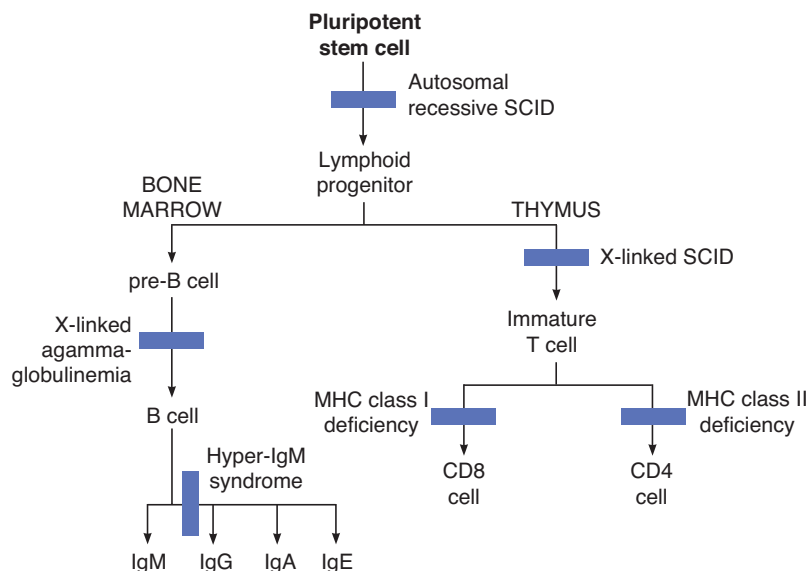 Pluripotent
stem cell
Autosomal
recessive SCID
Lymphoid
progenitor
BONE
MARROW
THYMUS
X-linked SCID
pre-B cell
Immature
T cell
X-linked
agamma-
globulinemia
MHC class I
deficiency
MHC class II
deficiency
B cell
CD8
cell
CD4
cell
Hyper-IgM
syndrome
IgM IgG IgA IgE